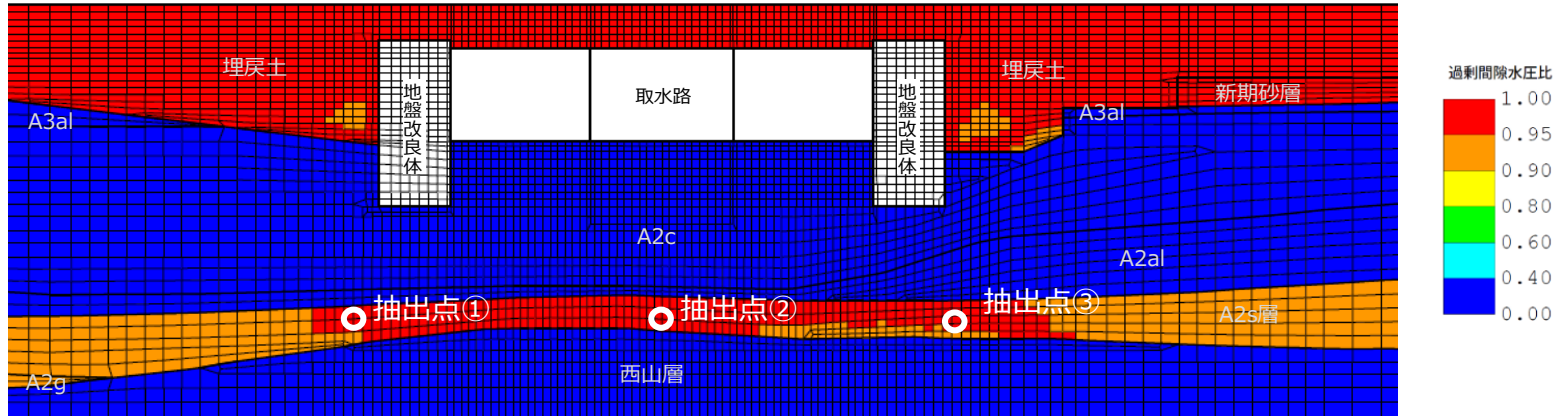 埋戻土
地盤改良体
取水路
地盤改良体
埋戻土
新期砂層
A3al
A3al
A2c
A2al
抽出点①
抽出点②
抽出点③
A2s層
A2g
西山層
過剰間隙水圧比
1.00
0.95
0.90
0.80
0.60
0.40
0.00